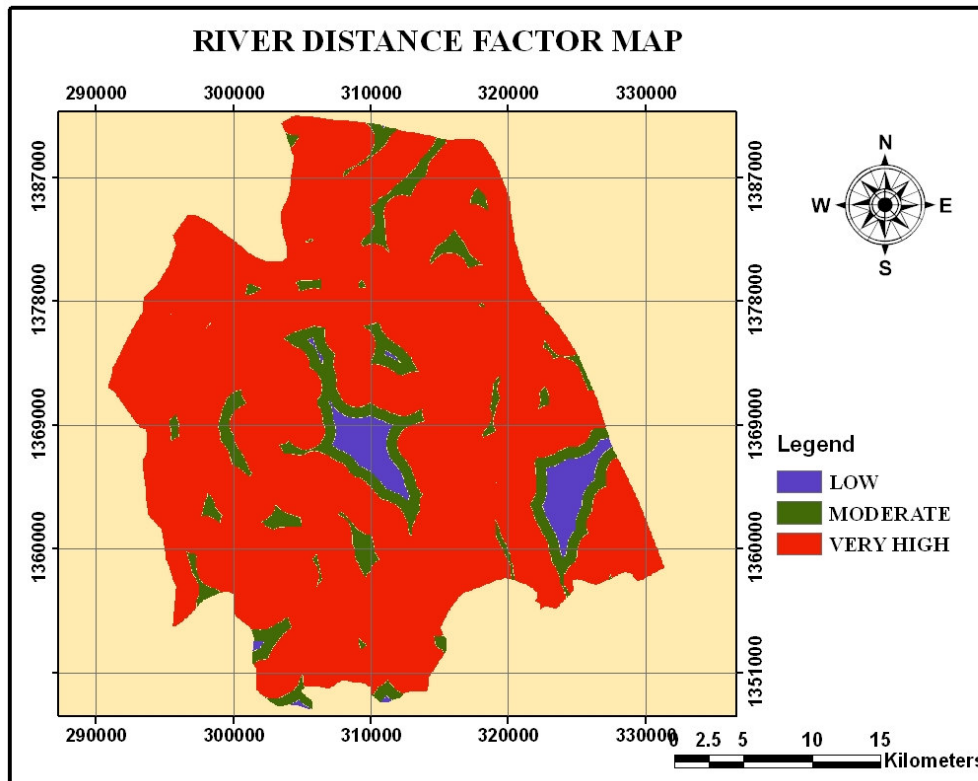 RIVER DISTANCE FACTOR MAP
290000 300000 310000 320000 330000
1387000 1387000
N
W E
S
1378000 1378000
1369000 1369000
Legend
LOW
MODERATE
VERY HIGH
1360000 1360000
1351000
290000 300000 310000 320000 330000
0 2.5 5 10 15
Kilometers